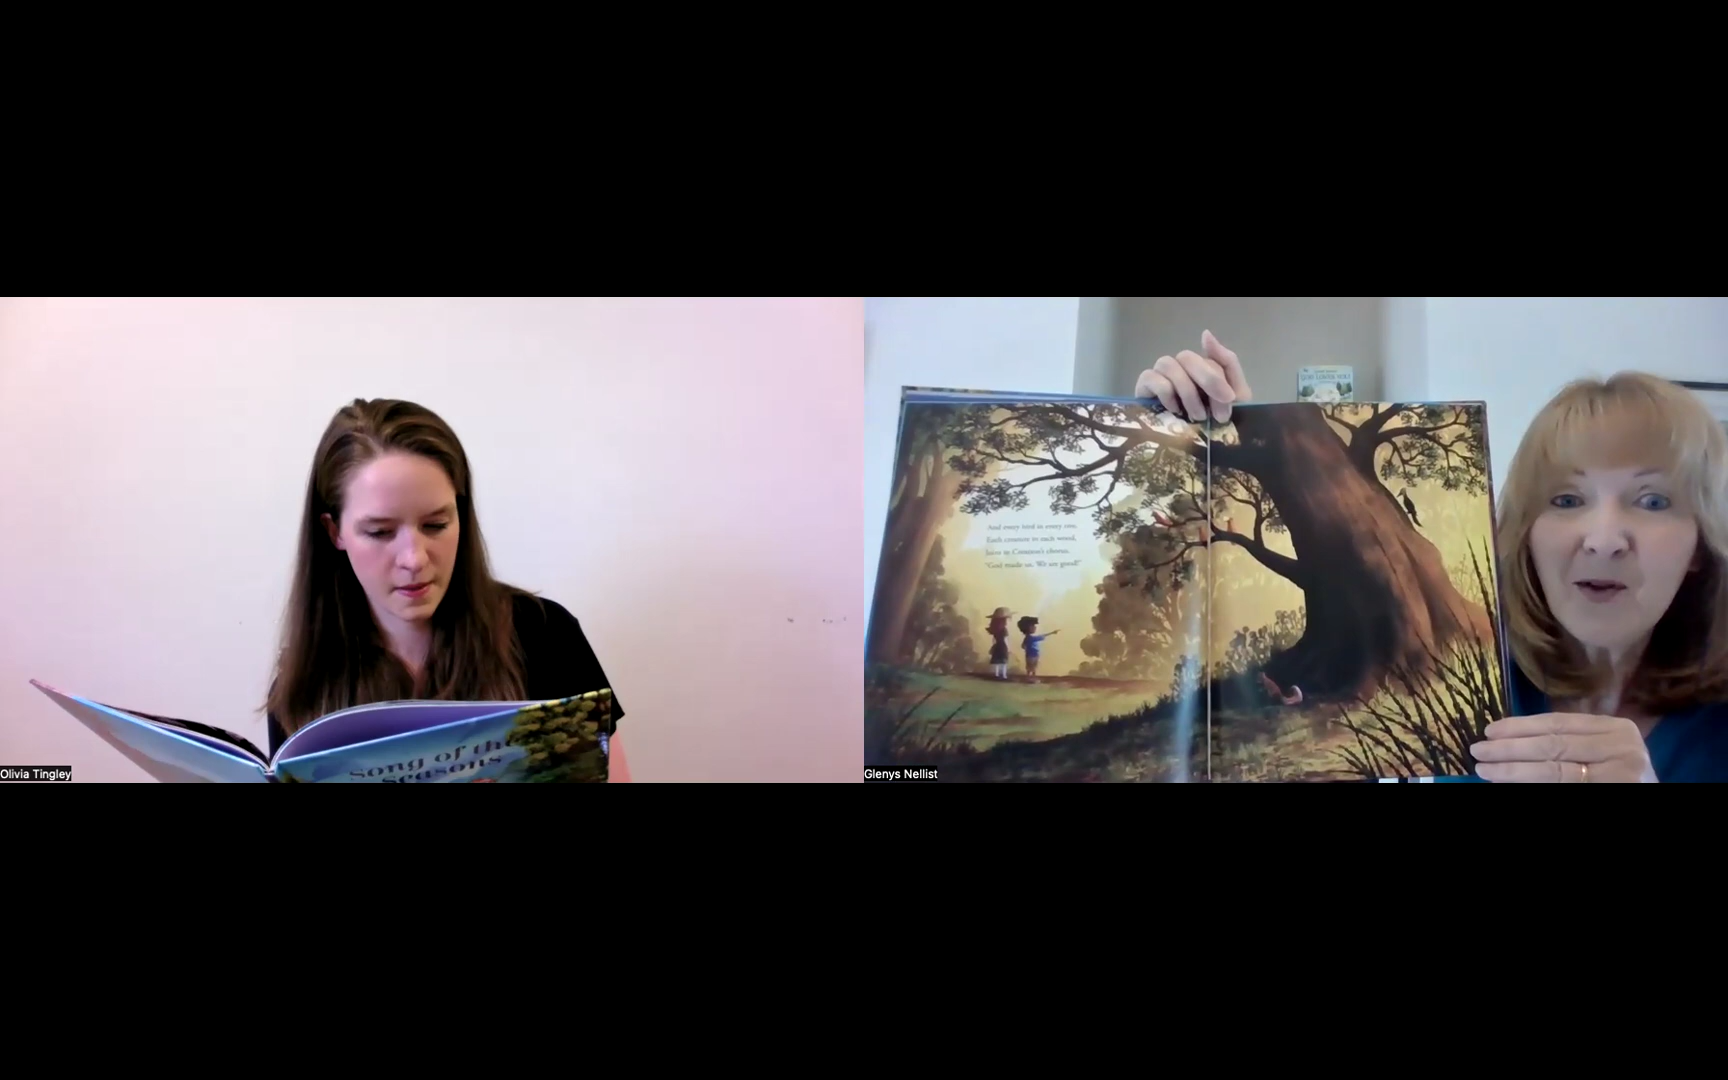 Song of the
Seasons
Olivia Tingley
And every bird in every tree,
Each creature in each wood,
Joins in Creation's chorus.
"God made us. We are good!"
Glenys Nellist